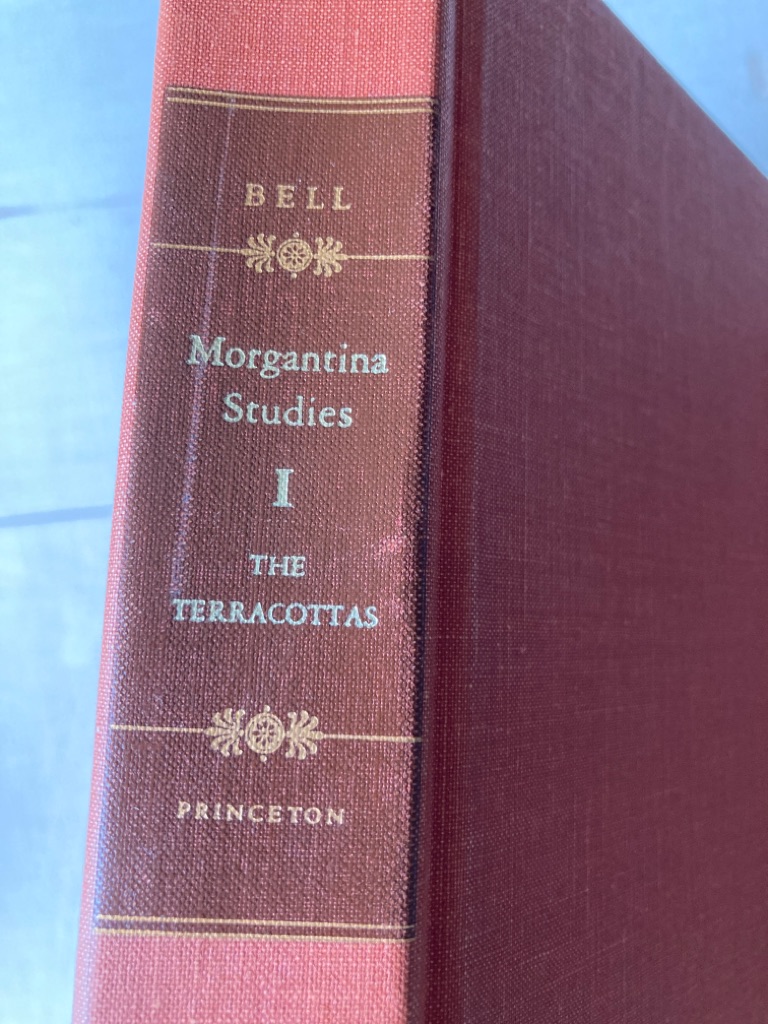 BELL
Morgantina
Studies
I
THE
TERRACOTTAS
PRINCETON